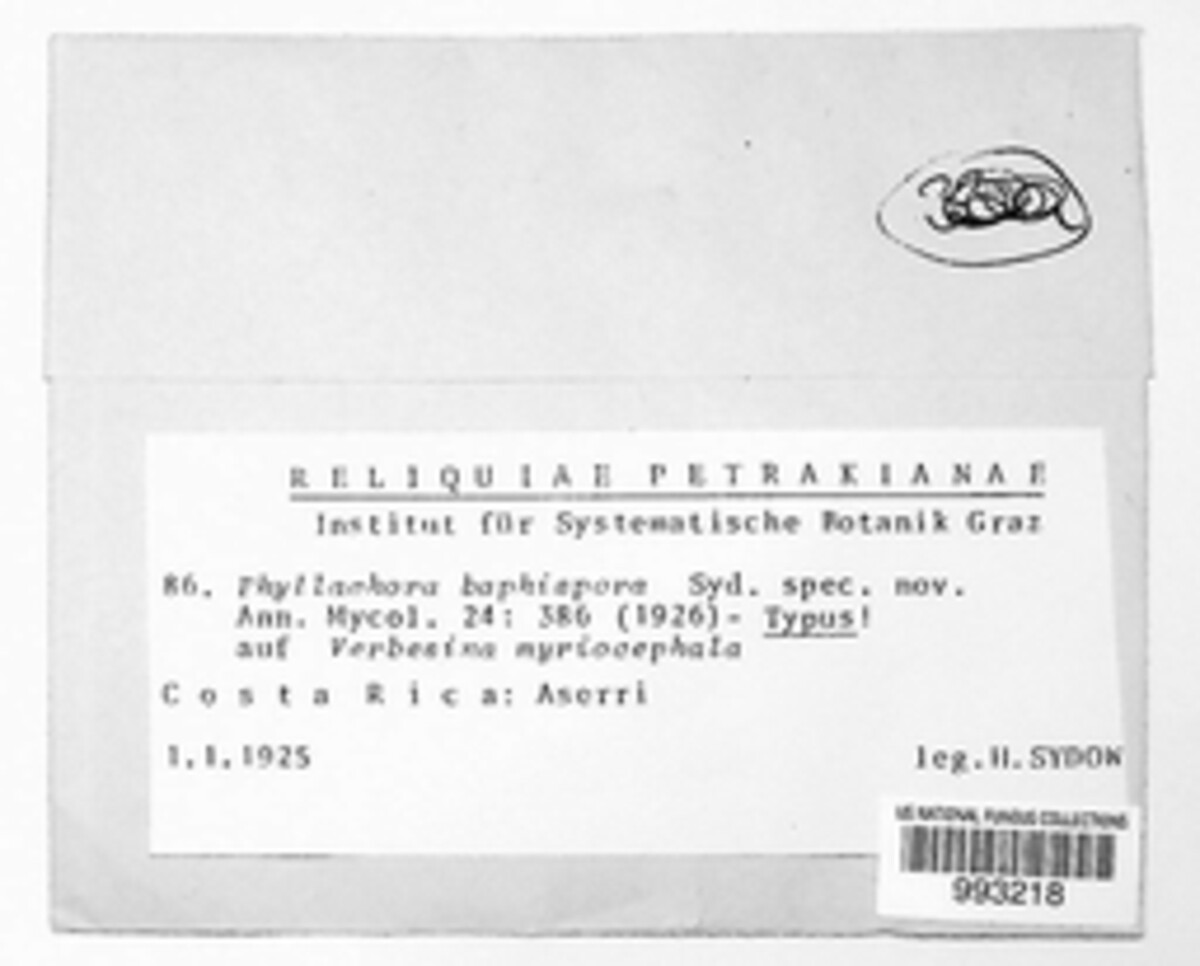 RELIQUIAE PETRAKIANAE
Institut für Systematische Botanik Graz
86. Phyllachora baphispora Syd. spec. nov.
Ann. Mycol. 24: 386 (1926)- Typus!
auf Verbesina myriocephala
Costa Rica: Aserri
1.1.1925
leg. H. SYDOW
US NATIONAL FUNGUS COLLECTIONS
993218